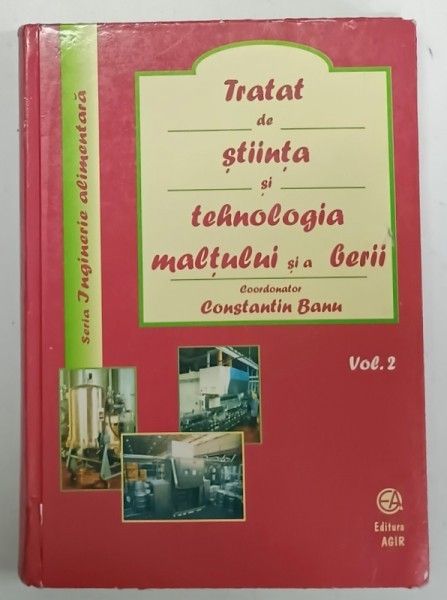 Seria Inginerie alimentară
Tratat
de
știința
și
tehnologia
malțului și a berii
Coordonator
Constantin Banu
Vol. 2
Editura
AGIR